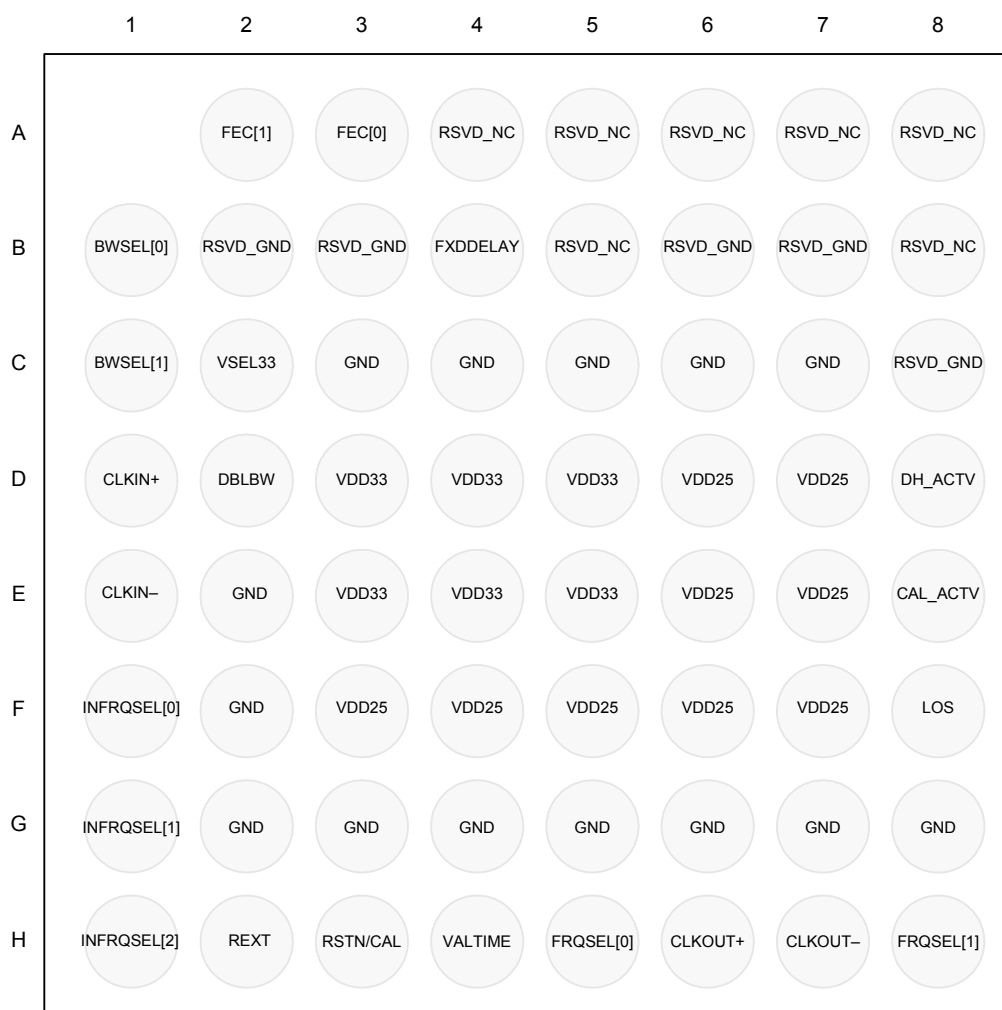 1 2 3 4 5 6 7 8
A FEC[1] FEC[0] RSVD_NC RSVD_NC RSVD_NC RSVD_NC RSVD_NC
B BWSEL[0] RSVD_GND RSVD_GND FXDDELAY RSVD_NC RSVD_GND RSVD_GND RSVD_NC
C BWSEL[1] VSEL33 GND GND GND GND GND RSVD_GND
D CLKIN+ DBLBW VDD33 VDD33 VDD33 VDD25 VDD25 DH_ACTV
E CLKIN– GND VDD33 VDD33 VDD33 VDD25 VDD25 CAL_ACTV
F INFRQSEL[0] GND VDD25 VDD25 VDD25 VDD25 VDD25 LOS
G INFRQSEL[1] GND GND GND GND GND GND GND
H INFRQSEL[2] REXT RSTN/CAL VALTIME FRQSEL[0] CLKOUT+ CLKOUT– FRQSEL[1]